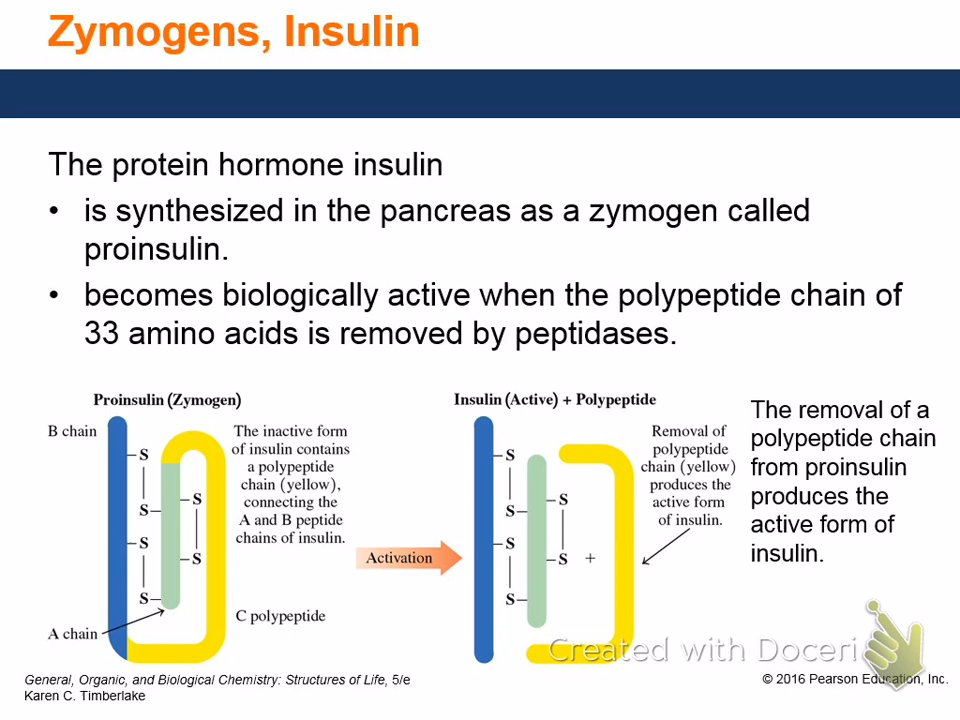 Zymogens, Insulin
The protein hormone insulin
• is synthesized in the pancreas as a zymogen called
proinsulin.
• becomes biologically active when the polypeptide chain of
33 amino acids is removed by peptidases.
Proinsulin (Zymogen)
B chain
S
S
S
S
S
S
The inactive form
of insulin contains
a polypeptide
chain (yellow),
connecting the
A and B peptide
chains of insulin.
A chain
C polypeptide
Activation
Insulin (Active) + Polypeptide
S
S
S
S
S
S
+
Removal of
polypeptide
chain (yellow)
produces the
active form
of insulin.
The removal of a
polypeptide chain
from proinsulin
produces the
active form of
insulin.
Created with Doceri
General, Organic, and Biological Chemistry: Structures of Life, 5/e
Karen C. Timberlake
© 2016 Pearson Education, Inc.